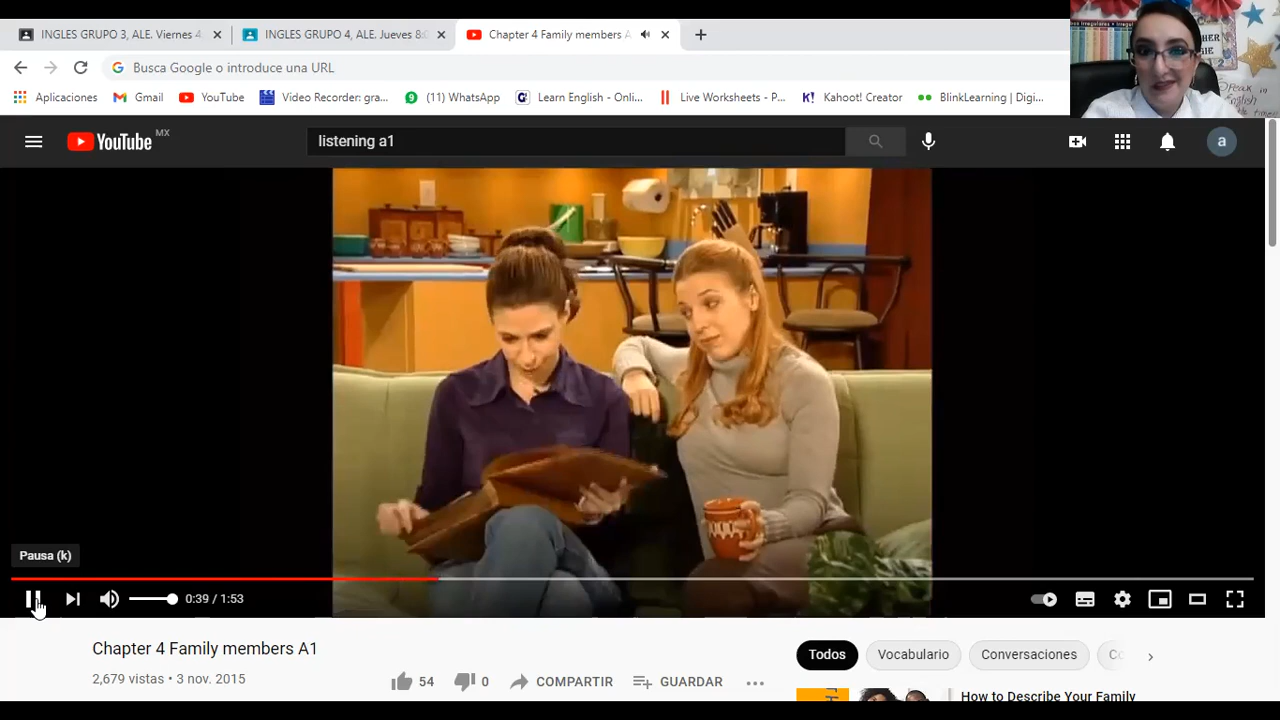 INGLES GRUPO 3, ALE. Viernes 4
INGLES GRUPO 4, ALE. Jueves
Chapter 4 Family members A
Busca Google o introduce una URL
Aplicaciones
Gmail
YouTube
Video Recorder: gra...
(11) WhatsApp
Learn English - Onli...
Live Worksheets - P...
Kahoot! Creator
BlinkLearning | Digi...
YouTube MX
listening a1
a
Pausa (k)
0:39 / 1:53
Chapter 4 Family members A1
2,679 vistas • 3 nov. 2015
54
0
COMPARTIR
GUARDAR
Todos
Vocabulario
Conversaciones
How to Describe Your Family